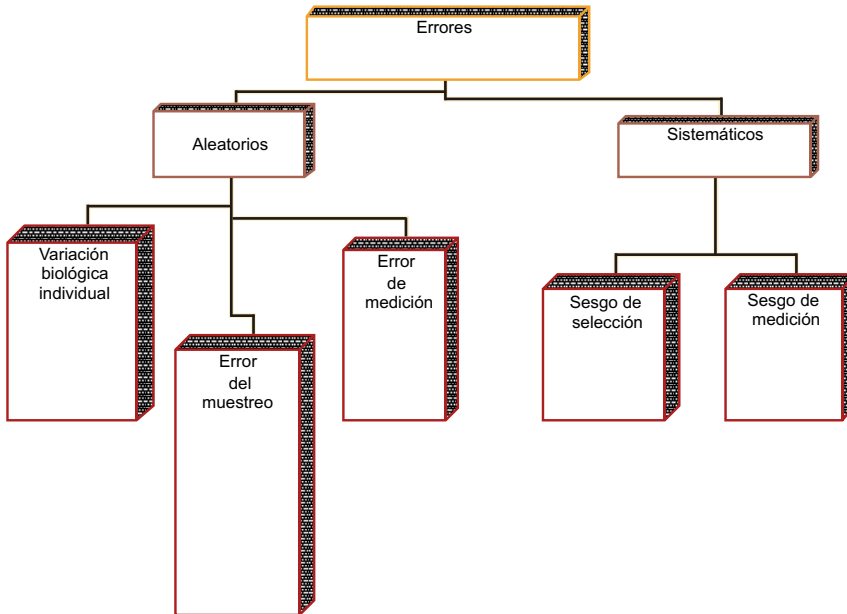 Errores
Aleatorios
Sistemáticos
Variación
biológica
individual
Error
del
muestreo
Error
de
medición
Sesgo de
selección
Sesgo de
medición